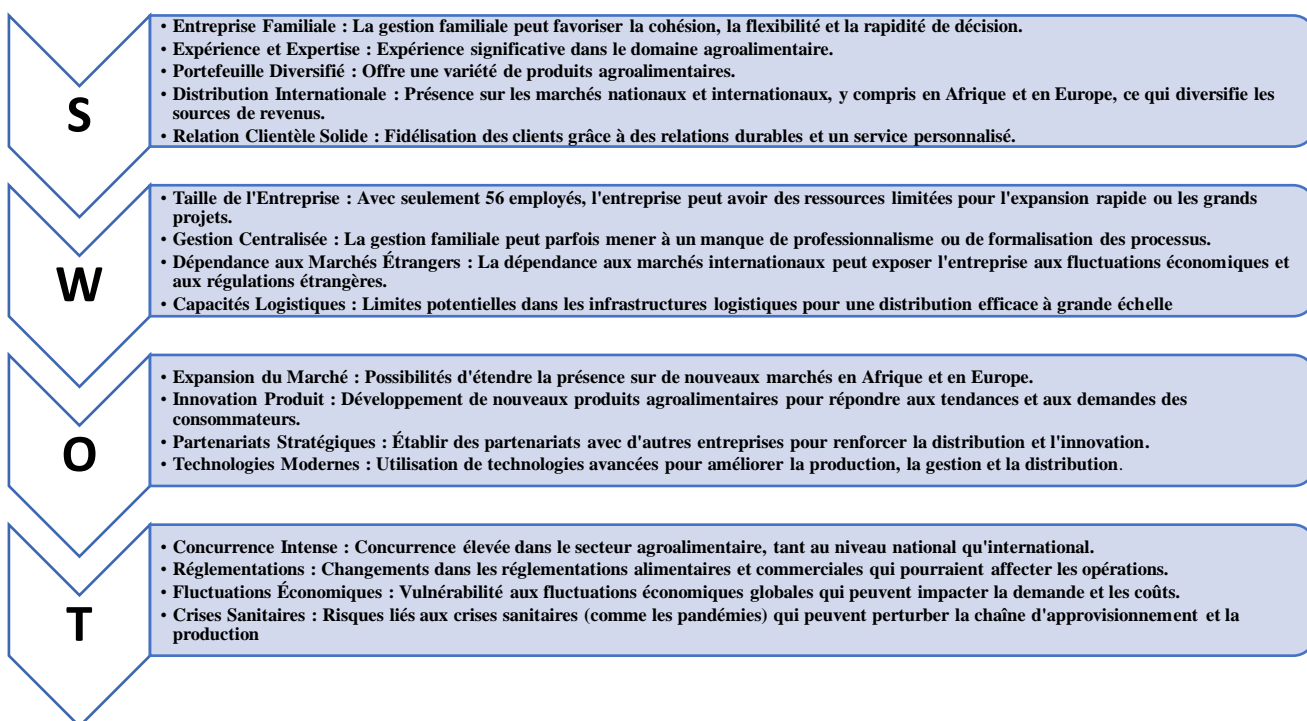 S
• Entreprise Familiale : La gestion familiale peut favoriser la cohésion, la flexibilité et la rapidité de décision.
• Expérience et Expertise : Expérience significative dans le domaine agroalimentaire.
• Portefeuille Diversifié : Offre une variété de produits agroalimentaires.
• Distribution Internationale : Présence sur les marchés nationaux et internationaux, y compris en Afrique et en Europe, ce qui diversifie les
sources de revenus.
• Relation Clientèle Solide : Fidélisation des clients grâce à des relations durables et un service personnalisé.
W
• Taille de l'Entreprise : Avec seulement 56 employés, l'entreprise peut avoir des ressources limitées pour l'expansion rapide ou les grands
projets.
• Gestion Centralisée : La gestion familiale peut parfois mener à un manque de professionnalisme ou de formalisation des processus.
• Dépendance aux Marchés Étrangers : La dépendance aux marchés internationaux peut exposer l'entreprise aux fluctuations économiques et
aux régulations étrangères.
• Capacités Logistiques : Limites potentielles dans les infrastructures logistiques pour une distribution efficace à grande échelle
O
• Expansion du Marché : Possibilités d'étendre la présence sur de nouveaux marchés en Afrique et en Europe.
• Innovation Produit : Développement de nouveaux produits agroalimentaires pour répondre aux tendances et aux demandes des
consommateurs.
• Partenariats Stratégiques : Établir des partenariats avec d'autres entreprises pour renforcer la distribution et l'innovation.
• Technologies Modernes : Utilisation de technologies avancées pour améliorer la production, la gestion et la distribution.
T
• Concurrence Intense : Concurrence élevée dans le secteur agroalimentaire, tant au niveau national qu'international.
• Réglementations : Changements dans les réglementations alimentaires et commerciales qui pourraient affecter les opérations.
• Fluctuations Économiques : Vulnérabilité aux fluctuations économiques globales qui peuvent impacter la demande et les coûts.
• Crises Sanitaires : Risques liés aux crises sanitaires (comme les pandémies) qui peuvent perturber la chaîne d'approvisionnement et la
production